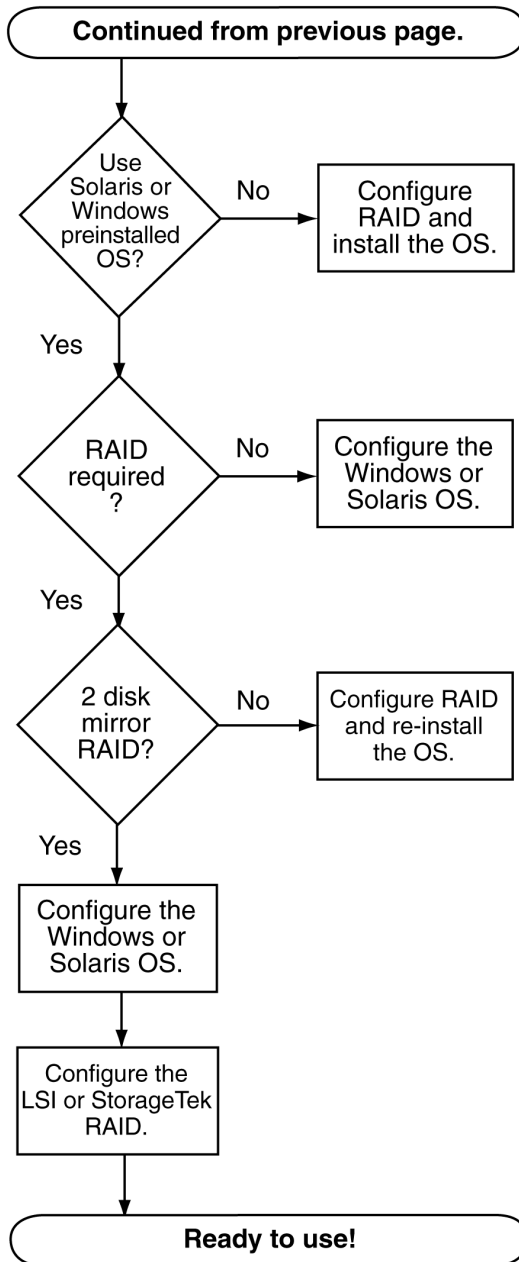 Continued from previous page.
Use
Solaris or
Windows
preinstalled
OS?
No
Configure
RAID and
install the OS.
Yes
RAID
required
?
No
Configure the
Windows or
Solaris OS.
Yes
2 disk
mirror
RAID?
No
Configure RAID
and re-install
the OS.
Yes
Configure the
Windows or
Solaris OS.
Configure the
LSI or StorageTek
RAID.
Ready to use!